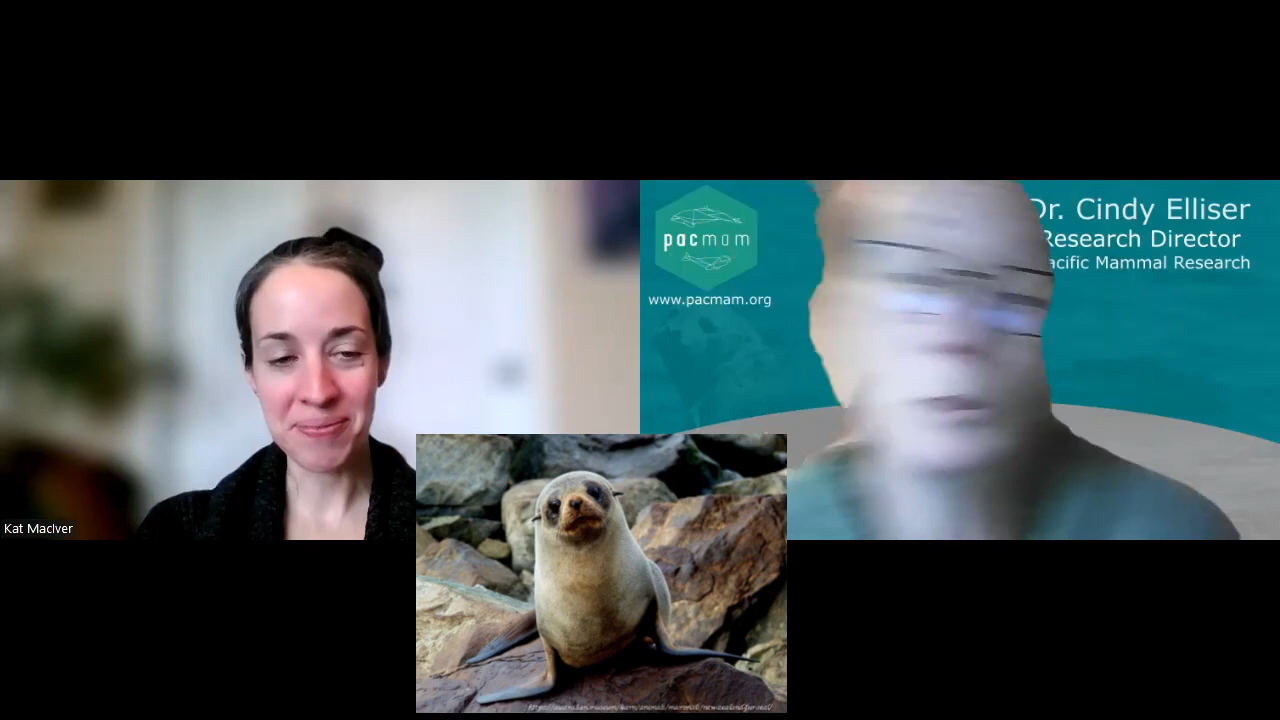 pacmam
www.pacmam.org
Dr. Cindy Elliser
Research Director
acific Mammal Research
Kat MacIver